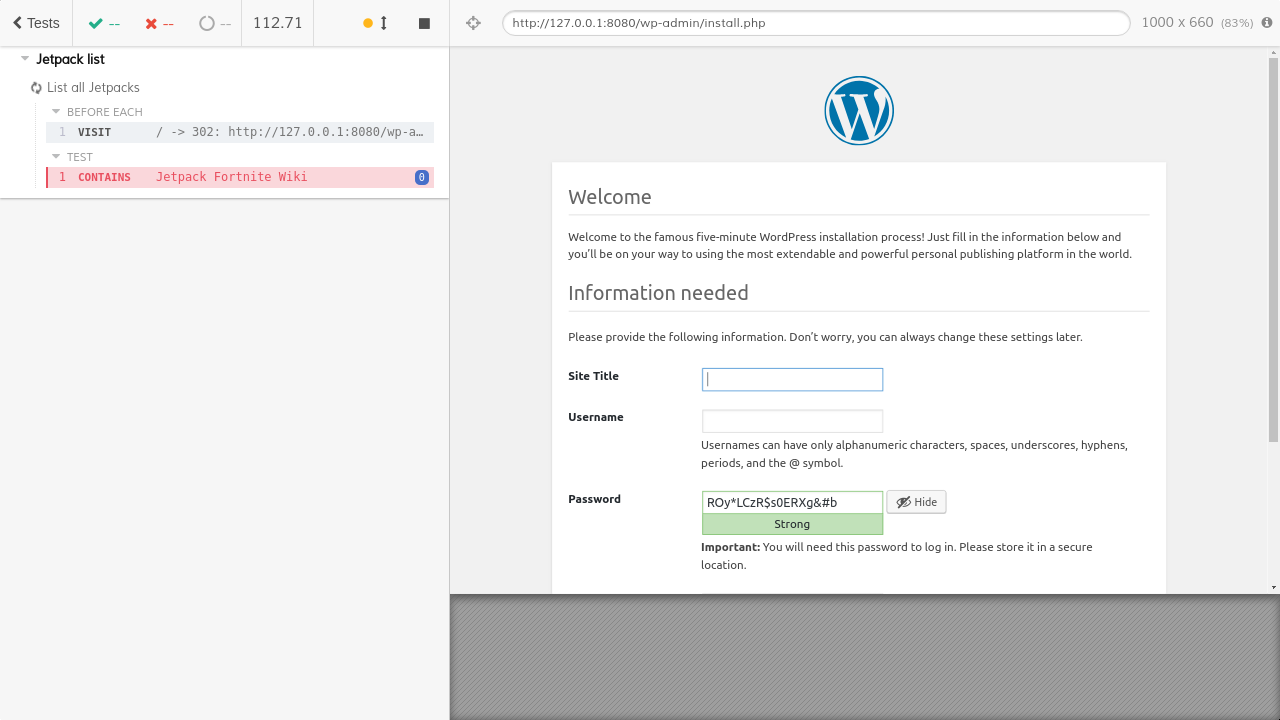 Tests
--
--
--
112.71
http://127.0.0.1:8080/wp-admin/install.php
1000 x 660 (83%)
Jetpack list
List all Jetpacks
BEFORE EACH
1 VISIT / -> 302: http://127.0.0.1:8080/wp-a…
TEST
1 CONTAINS Jetpack Fortnite Wiki 0
Welcome
Welcome to the famous five-minute WordPress installation process! Just fill in the information below and
you’ll be on your way to using the most extendable and powerful personal publishing platform in the world.
Information needed
Please provide the following information. Don’t worry, you can always change these settings later.
Site Title
Username
Usernames can have only alphanumeric characters, spaces, underscores, hyphens,
periods, and the @ symbol.
Password ROy*LCzR$s0ERXg&#b Hide
Strong
Important: You will need this password to log in. Please store it in a secure
location.